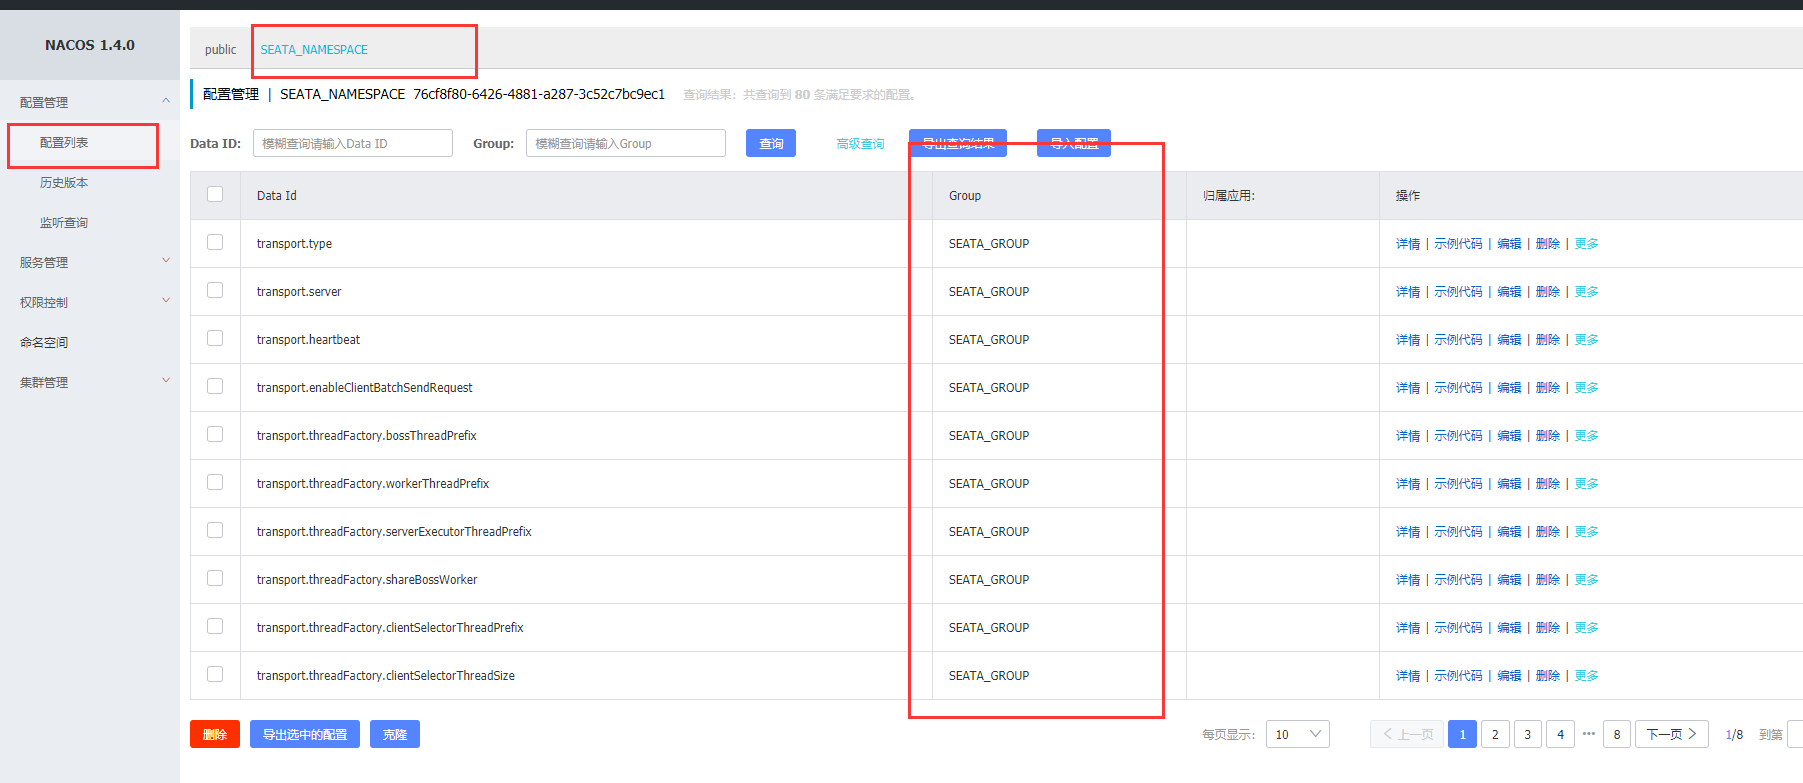 NACOS 1.4.0
配置管理
配置列表
历史版本
监听查询
服务管理
权限控制
命名空间
集群管理
public SEATA_NAMESPACE
配置管理 | SEATA_NAMESPACE 76cf8f80-6426-4881-a287-3c52c7bc9ec1 查询结果：共查询到 80 条满足要求的配置。
Data ID: 模糊查询请输入Data ID Group: 模糊查询请输入Group 查询 高级查询 导出查询结果 导入配置
Data Id Group 归属应用: 操作
transport.type SEATA_GROUP 详情 | 示例代码 | 编辑 | 删除 | 更多
transport.server SEATA_GROUP 详情 | 示例代码 | 编辑 | 删除 | 更多
transport.heartbeat SEATA_GROUP 详情 | 示例代码 | 编辑 | 删除 | 更多
transport.enableClientBatchSendRequest SEATA_GROUP 详情 | 示例代码 | 编辑 | 删除 | 更多
transport.threadFactory.bossThreadPrefix SEATA_GROUP 详情 | 示例代码 | 编辑 | 删除 | 更多
transport.threadFactory.workerThreadPrefix SEATA_GROUP 详情 | 示例代码 | 编辑 | 删除 | 更多
transport.threadFactory.serverExecutorThreadPrefix SEATA_GROUP 详情 | 示例代码 | 编辑 | 删除 | 更多
transport.threadFactory.shareBossWorker SEATA_GROUP 详情 | 示例代码 | 编辑 | 删除 | 更多
transport.threadFactory.clientSelectorThreadPrefix SEATA_GROUP 详情 | 示例代码 | 编辑 | 删除 | 更多
transport.threadFactory.clientSelectorThreadSize SEATA_GROUP 详情 | 示例代码 | 编辑 | 删除 | 更多
删除 导出选中的配置 克隆 每页显示: 10 上一页 1 2 3 4 ••• 8 下一页 1/8 到第